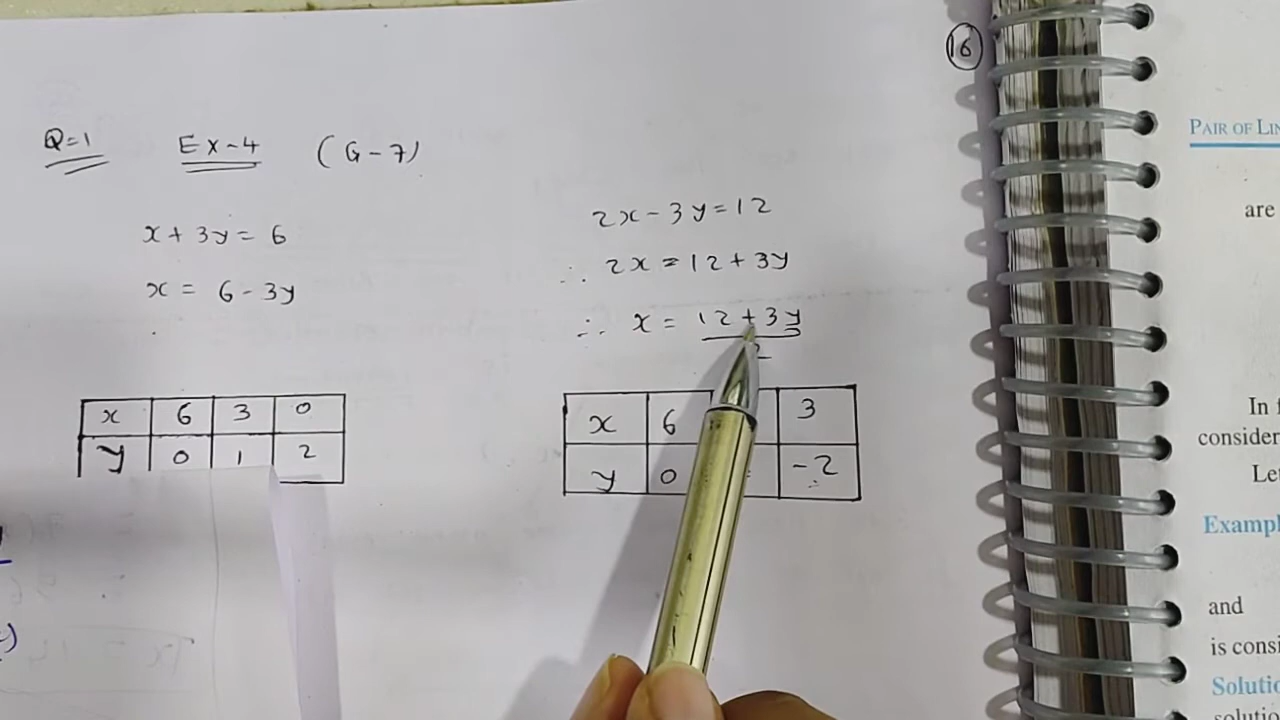 16
Q=1 Ex-4 (G-7)
x + 3y = 6
x = 6 - 3y
2x - 3y = 12
∴ 2x = 12 + 3y
∴ x = 12 + 3y
2
x 6 3 0
y 0 1 2
x 6 3
y 0 -2
PAIR OF LIN
are
In f
consider
Let
Exampl
and
is consi
Solutio
solution